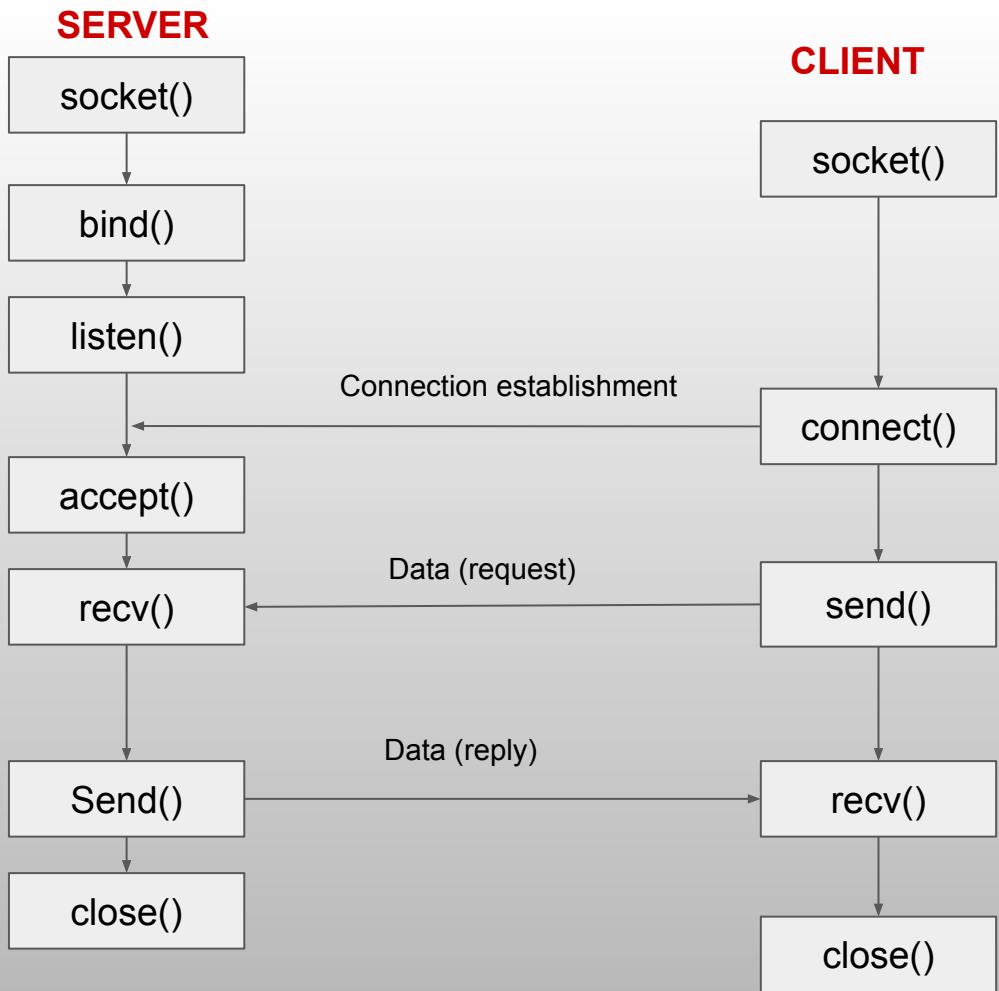 SERVER
socket()
bind()
listen()
accept()
recv()
Send()
close()
Connection establishment
Data (request)
Data (reply)
CLIENT
socket()
connect()
send()
recv()
close()